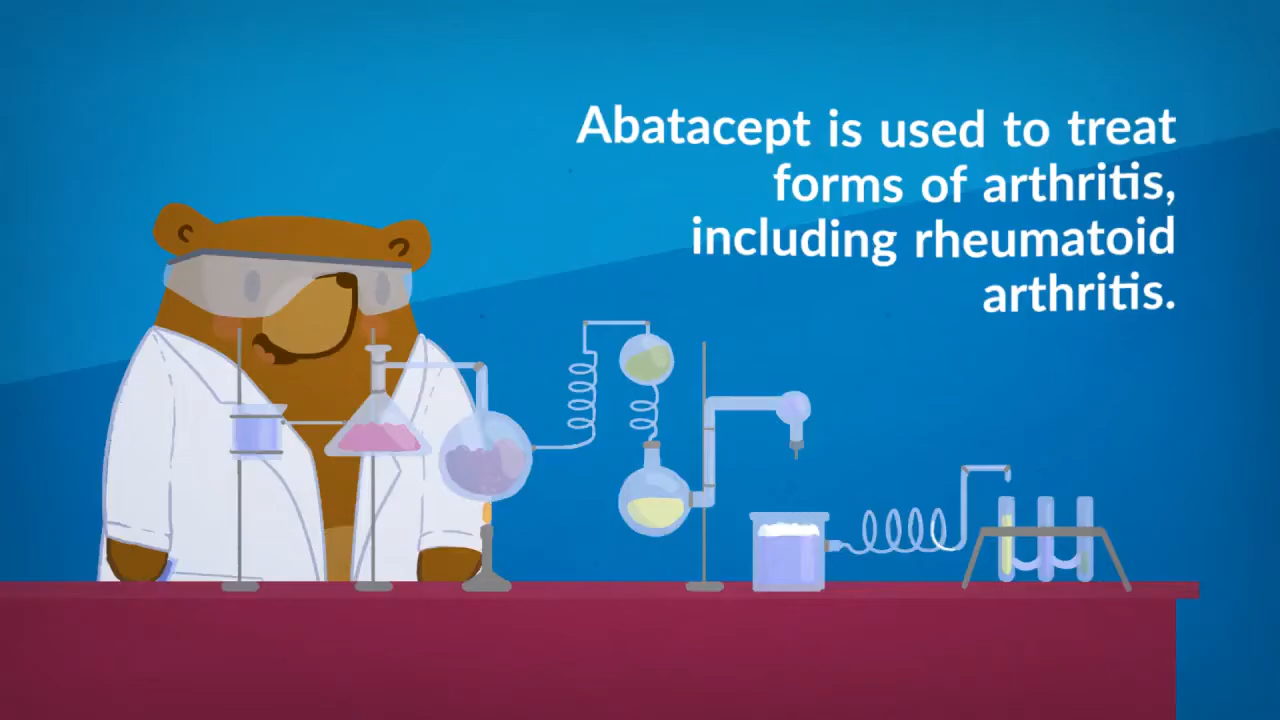 Abatacept is used to treat
forms of arthritis,
including rheumatoid
arthritis.